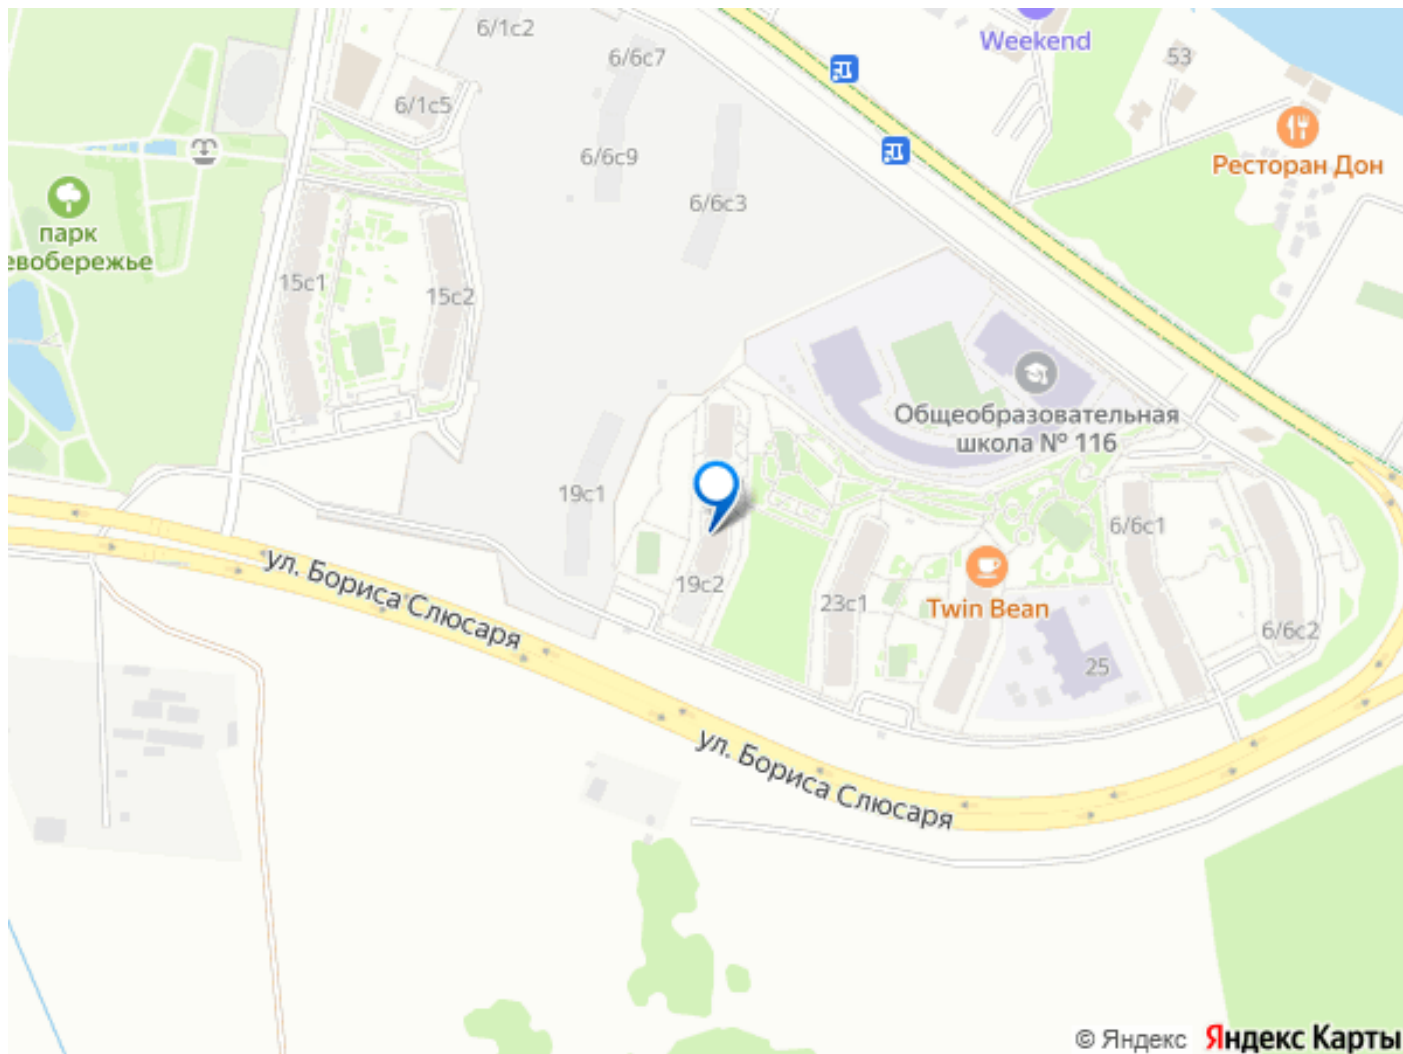 6/1с2
Weekend
6/6с7
53
6/1с5
6/6с9
Ресторан Дон
6/6с3
парк
евобережье
15с1
15с2
Общеобразовательная
школа № 116
19с1
6/6с1
ул. Бориса Слюсаря
19с2
23с1
Twin Bean
6/6с2
25
ул. Бориса Слюсаря
© Яндекс Яндекс Карты